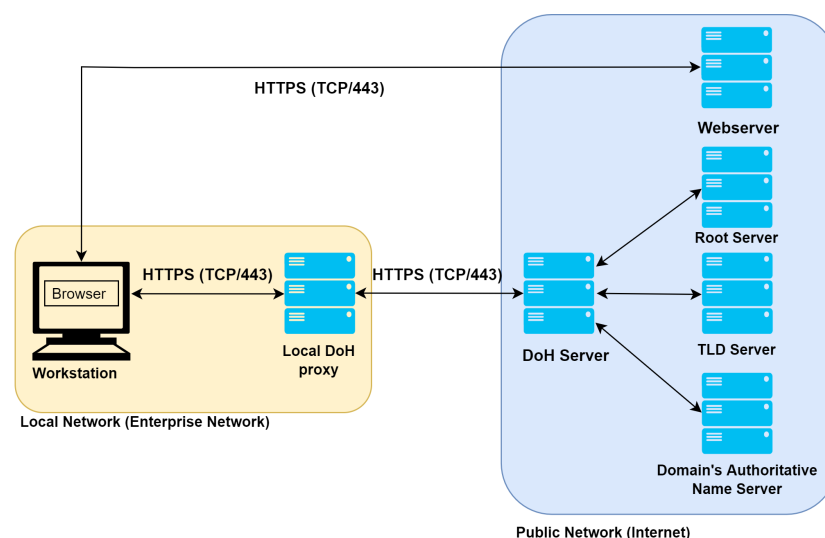 HTTPS (TCP/443)
Webserver
Root Server
HTTPS (TCP/443)
HTTPS (TCP/443)
Browser
Workstation
Local DoH
proxy
DoH Server
TLD Server
Local Network (Enterprise Network)
Domain's Authoritative
Name Server
Public Network (Internet)